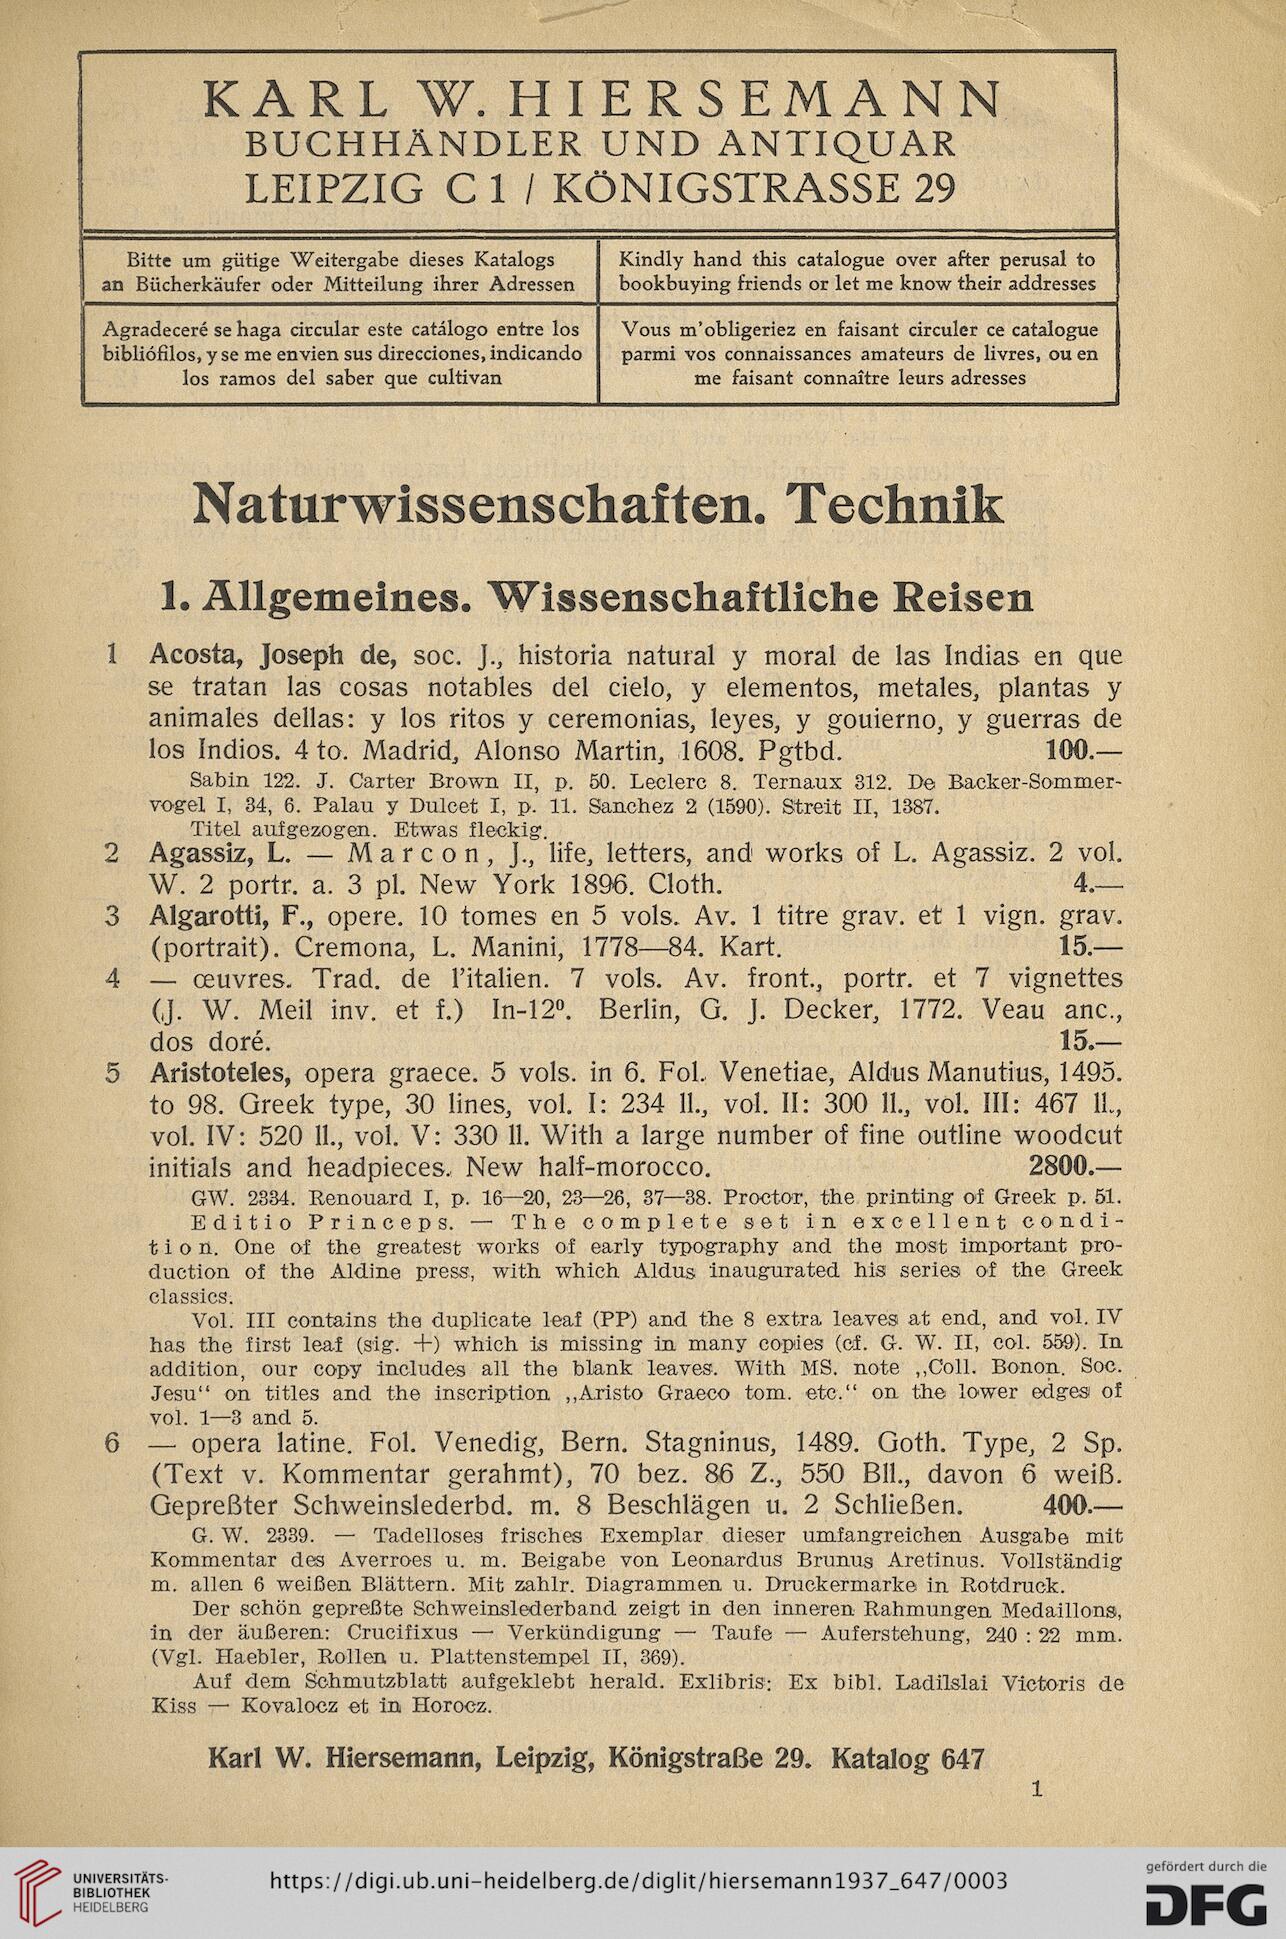 KARL W. HIERSEMANN
BUCHHÄNDLER UND ANTIQUAR
LEIPZIG C 1 / KÖNIGSTRASSE 29
Bitte um gütige Weitergabe dieses Katalogs
an Bücherkäufer oder Mitteilung ihrer Adressen
Kindly hand this catalogue over after perusal to
bookbuying friends or let me know their addresses
Agradeceré se haga circular este catálogo entre los
bibliófilos, y se me envien sus direcciones, indicando
los ramos del saber que cultivan
Vous m'obligeriez en faisant circuler ce catalogue
parmi vos connaissances amateurs de livres, ou en
me faisant connaître leurs adresses
Naturwissenschaften. Technik
1. Allgemeines. Wissenschaftliche Reisen
1 Acosta, Joseph de, soc. J., historia natural y moral de las Indias en que
se tratan las cosas notables del cielo, y elementos, metales, plantas y
animales dellas: y los ritos y ceremonias, leyes, y gouierno, y guerras de
los Indios. 4 to. Madrid, Alonso Martin, 1608. Pgtbd. 100.—
Sabin 122. J. Carter Brown II, p. 50. Leclerc 8. Ternaux 312. De Backer-Sommer-
vogel I, 34, 6. Palau y Dulcet I, p. 11. Sanchez 2 (1590). Streit II, 1387.
Titel aufgezogen. Etwas fleckig.
2 Agassiz, L. — Marcon, J., life, letters, and works of L. Agassiz. 2 vol.
W. 2 portr. a. 3 pl. New York 1896. Cloth. 4.—
3 Algarotti, F., opere. 10 tomes en 5 vols. Av. 1 titre grav. et 1 vign. grav.
(portrait). Cremona, L. Manini, 1778—84. Kart. 15.—
4 — œuvres. Trad. de l'italien. 7 vols. Av. front., portr. et 7 vignettes
(J. W. Meil inv. et f.) In-12⁰. Berlin, G. J. Decker, 1772. Veau anc.,
dos doré. 15.—
5 Aristoteles, opera graece. 5 vols. in 6. Fol. Venetiae, Aldus Manutius, 1495.
to 98. Greek type, 30 lines, vol. I: 234 ll., vol. II: 300 ll., vol. III: 467 ll.,
vol. IV: 520 ll., vol. V: 330 ll. With a large number of fine outline woodcut
initials and headpieces. New half-morocco. 2800.—
GW. 2334. Renouard I, p. 16—20, 23—26, 37—38. Proctor, the printing of Greek p. 51.
Editio Princeps. — The complete set in excellent condi-
tion. One of the greatest works of early typography and the most important pro-
duction of the Aldine press, with which Aldus inaugurated his series of the Greek
classics.
Vol. III contains the duplicate leaf (PP) and the 8 extra leaves at end, and vol. IV
has the first leaf (sig. +) which is missing in many copies (cf. G. W. II, col. 559). In
addition, our copy includes all the blank leaves. With MS. note „Coll. Bonon. Soc.
Jesu“ on titles and the inscription „Aristo Graeco tom. etc.“ on the lower edges of
vol. 1—3 and 5.
6 — opera latine. Fol. Venedig, Bern. Stagninus, 1489. Goth. Type, 2 Sp.
(Text v. Kommentar gerahmt), 70 bez. 86 Z., 550 Bll., davon 6 weiß.
Gepreßter Schweinslederbd. m. 8 Beschlägen u. 2 Schließen. 400.—
G. W. 2339. — Tadelloses frisches Exemplar dieser umfangreichen Ausgabe mit
Kommentar des Averroes u. m. Beigabe von Leonardus Brunus Aretinus. Vollständig
m. allen 6 weißen Blättern. Mit zahlr. Diagrammen u. Druckermarke in Rotdruck.
Der schön gepreßte Schweinslederband zeigt in den inneren Rahmungen Medaillons,
in der äußeren: Crucifixus — Verkündigung — Taufe — Auferstehung, 240 : 22 mm.
(Vgl. Haebler, Rollen u. Plattenstempel II, 369).
Auf dem Schmutzblatt aufgeklebt herald. Exlibris: Ex bibl. Ladilslai Victoris de
Kiss — Kovalocz et in Horocz.
Karl W. Hiersemann, Leipzig, Königstraße 29. Katalog 647
1
UNIVERSITÄTS-
BIBLIOTHEK
HEIDELBERG
https://digi.ub.uni-heidelberg.de/diglit/hiersemann1937_647/0003
gefördert durch die
DFG